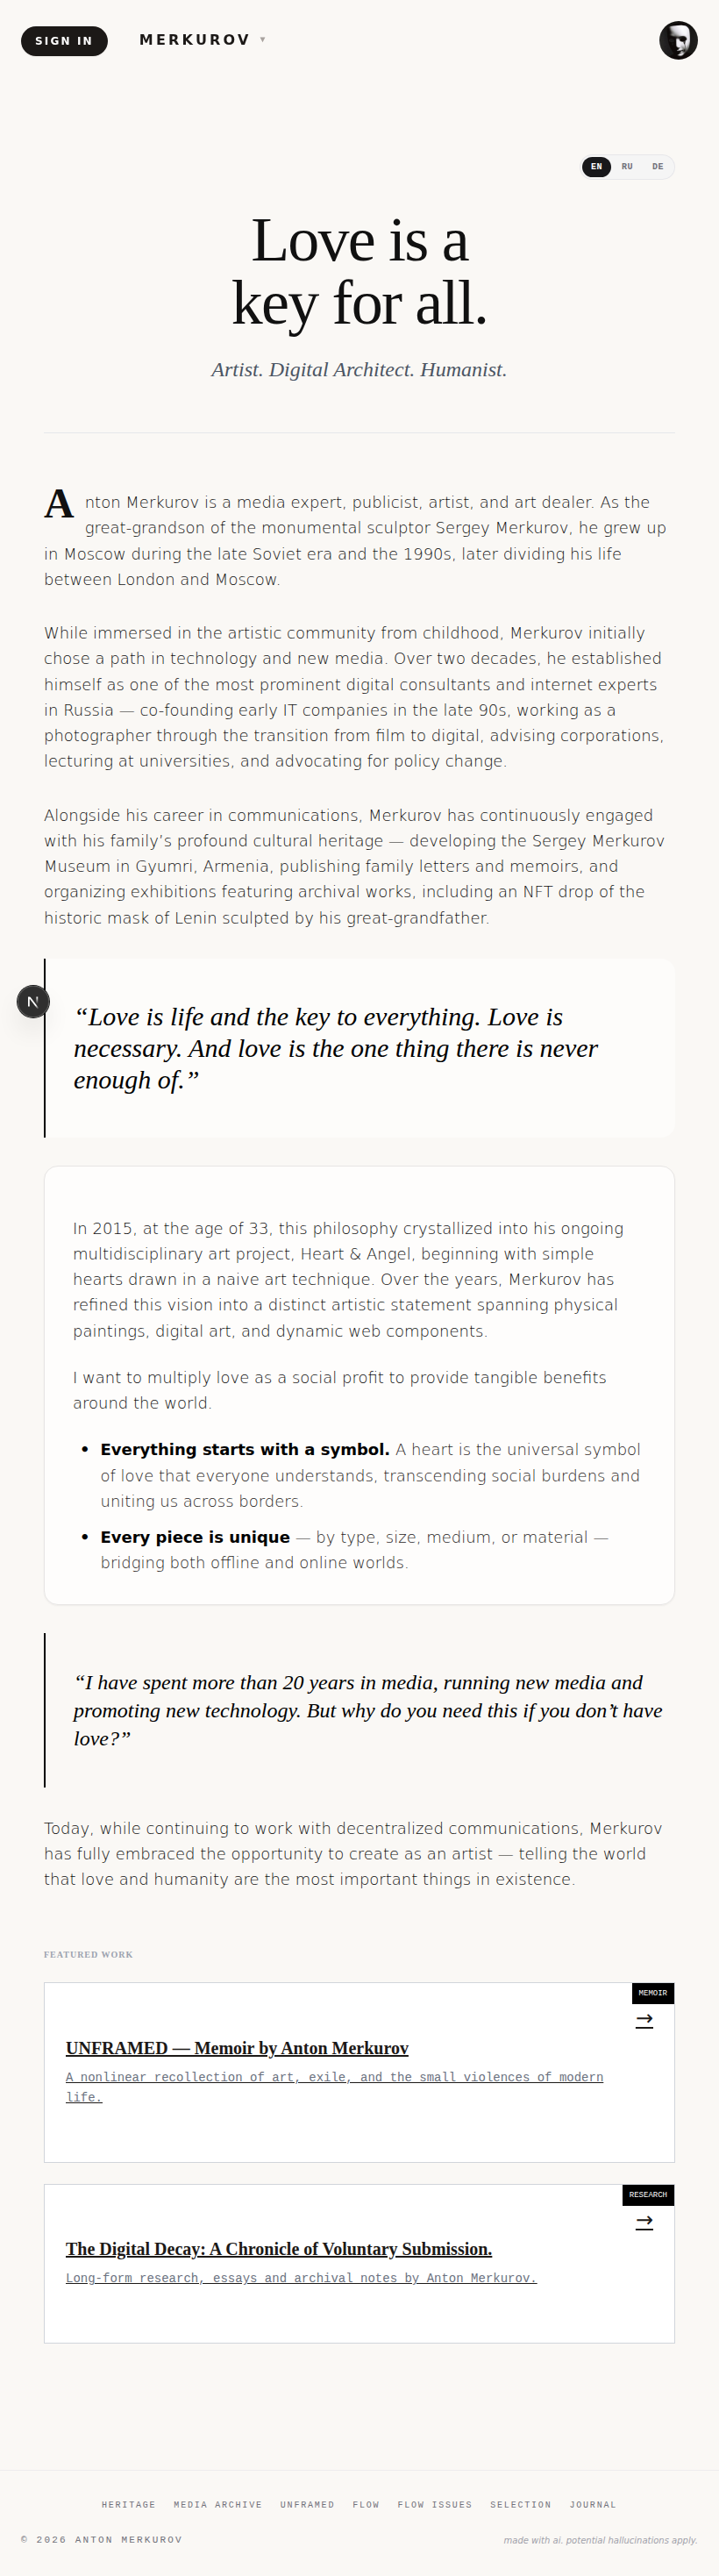 SIGN IN
MERKUROV ▾
EN RU DE
Love is a
key for all.
Artist. Digital Architect. Humanist.
Anton Merkurov is a media expert, publicist, artist, and art dealer. As the
great-grandson of the monumental sculptor Sergey Merkurov, he grew up
in Moscow during the late Soviet era and the 1990s, later dividing his life
between London and Moscow.
While immersed in the artistic community from childhood, Merkurov initially
chose a path in technology and new media. Over two decades, he established
himself as one of the most prominent digital consultants and internet experts
in Russia — co-founding early IT companies in the late 90s, working as a
photographer through the transition from film to digital, advising corporations,
lecturing at universities, and advocating for policy change.
Alongside his career in communications, Merkurov has continuously engaged
with his family’s profound cultural heritage — developing the Sergey Merkurov
Museum in Gyumri, Armenia, publishing family letters and memoirs, and
organizing exhibitions featuring archival works, including an NFT drop of the
historic mask of Lenin sculpted by his great-grandfather.
N
“Love is life and the key to everything. Love is
necessary. And love is the one thing there is never
enough of.”
In 2015, at the age of 33, this philosophy crystallized into his ongoing
multidisciplinary art project, Heart & Angel, beginning with simple
hearts drawn in a naive art technique. Over the years, Merkurov has
refined this vision into a distinct artistic statement spanning physical
paintings, digital art, and dynamic web components.
I want to multiply love as a social profit to provide tangible benefits
around the world.
• Everything starts with a symbol. A heart is the universal symbol
of love that everyone understands, transcending social burdens and
uniting us across borders.
• Every piece is unique — by type, size, medium, or material —
bridging both offline and online worlds.
“I have spent more than 20 years in media, running new media and
promoting new technology. But why do you need this if you don’t have
love?”
Today, while continuing to work with decentralized communications, Merkurov
has fully embraced the opportunity to create as an artist — telling the world
that love and humanity are the most important things in existence.
FEATURED WORK
MEMOIR
→
UNFRAMED — Memoir by Anton Merkurov
A nonlinear recollection of art, exile, and the small violences of modern
life.
RESEARCH
→
The Digital Decay: A Chronicle of Voluntary Submission.
Long-form research, essays and archival notes by Anton Merkurov.
HERITAGE MEDIA ARCHIVE UNFRAMED FLOW FLOW ISSUES SELECTION JOURNAL
© 2026 ANTON MERKUROV
made with ai. potential hallucinations apply.